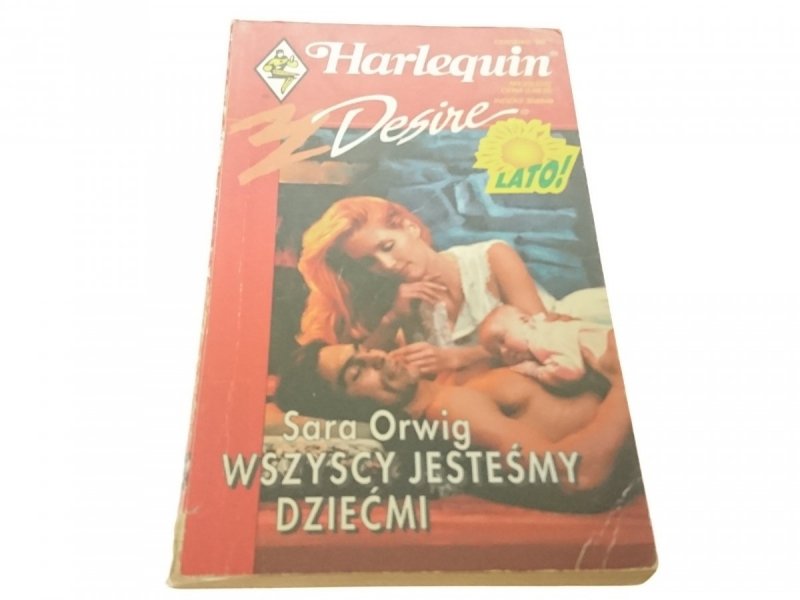 Harlequin
Desire
LATO!
Sara Orwig
WSZYSCY JESTEŚMY
DZIEĆMI